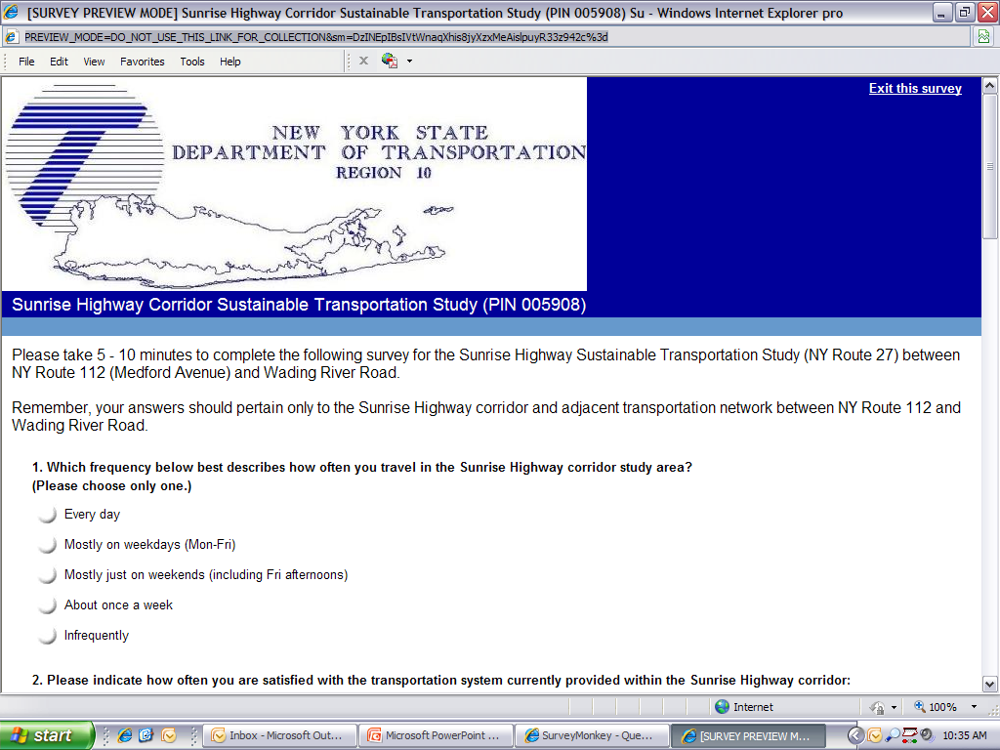 [SURVEY PREVIEW MODE] Sunrise Highway Corridor Sustainable Transportation Study (PIN 005908) Su - Windows Internet Explorer pro
PREVIEW_MODE=DO_NOT_USE_THIS_LINK_FOR_COLLECTION&sm=DzINEpIBsIVtWnaqXhis8jyXzxMeAislpuyR33z942c%3d
File Edit View Favorites Tools Help
Exit this survey
NEW YORK STATE
DEPARTMENT OF TRANSPORTATION
REGION 10
Sunrise Highway Corridor Sustainable Transportation Study (PIN 005908)
Please take 5 - 10 minutes to complete the following survey for the Sunrise Highway Sustainable Transportation Study (NY Route 27) between
NY Route 112 (Medford Avenue) and Wading River Road.
Remember, your answers should pertain only to the Sunrise Highway corridor and adjacent transportation network between NY Route 112 and
Wading River Road.
1. Which frequency below best describes how often you travel in the Sunrise Highway corridor study area?
(Please choose only one.)
Every day
Mostly on weekdays (Mon-Fri)
Mostly just on weekends (including Fri afternoons)
About once a week
Infrequently
2. Please indicate how often you are satisfied with the transportation system currently provided within the Sunrise Highway corridor:
Internet 100%
start Inbox - Microsoft Out... Microsoft PowerPoint ... SurveyMonkey - Que... [SURVEY PREVIEW M... 10:35 AM